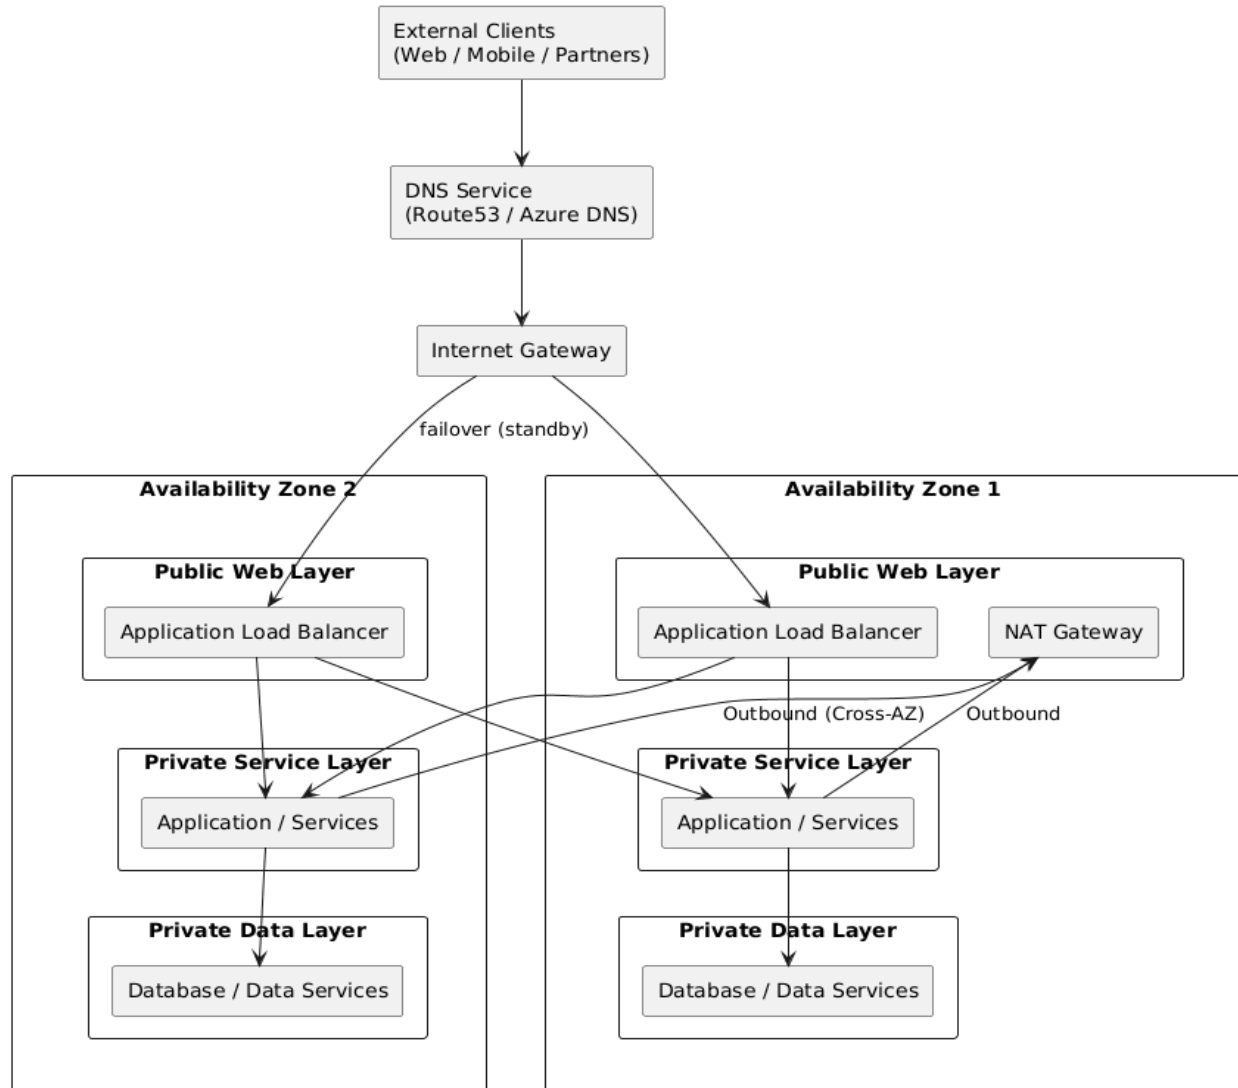 External Clients
(Web / Mobile / Partners)
DNS Service
(Route53 / Azure DNS)
Internet Gateway
failover (standby)
Availability Zone 2
Availability Zone 1
Public Web Layer
Public Web Layer
Application Load Balancer
Application Load Balancer
NAT Gateway
Outbound (Cross-AZ)
Outbound
Private Service Layer
Private Service Layer
Application / Services
Application / Services
Private Data Layer
Private Data Layer
Database / Data Services
Database / Data Services